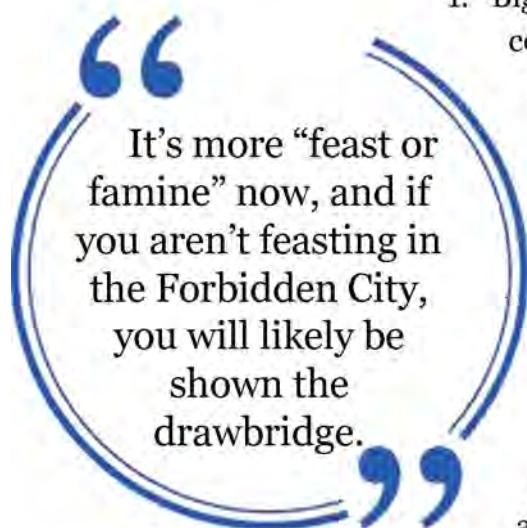 1.
It's more “feast or
famine” now, and if
you aren't feasting in
the Forbidden City,
you will likely be
shown the
drawbridge.